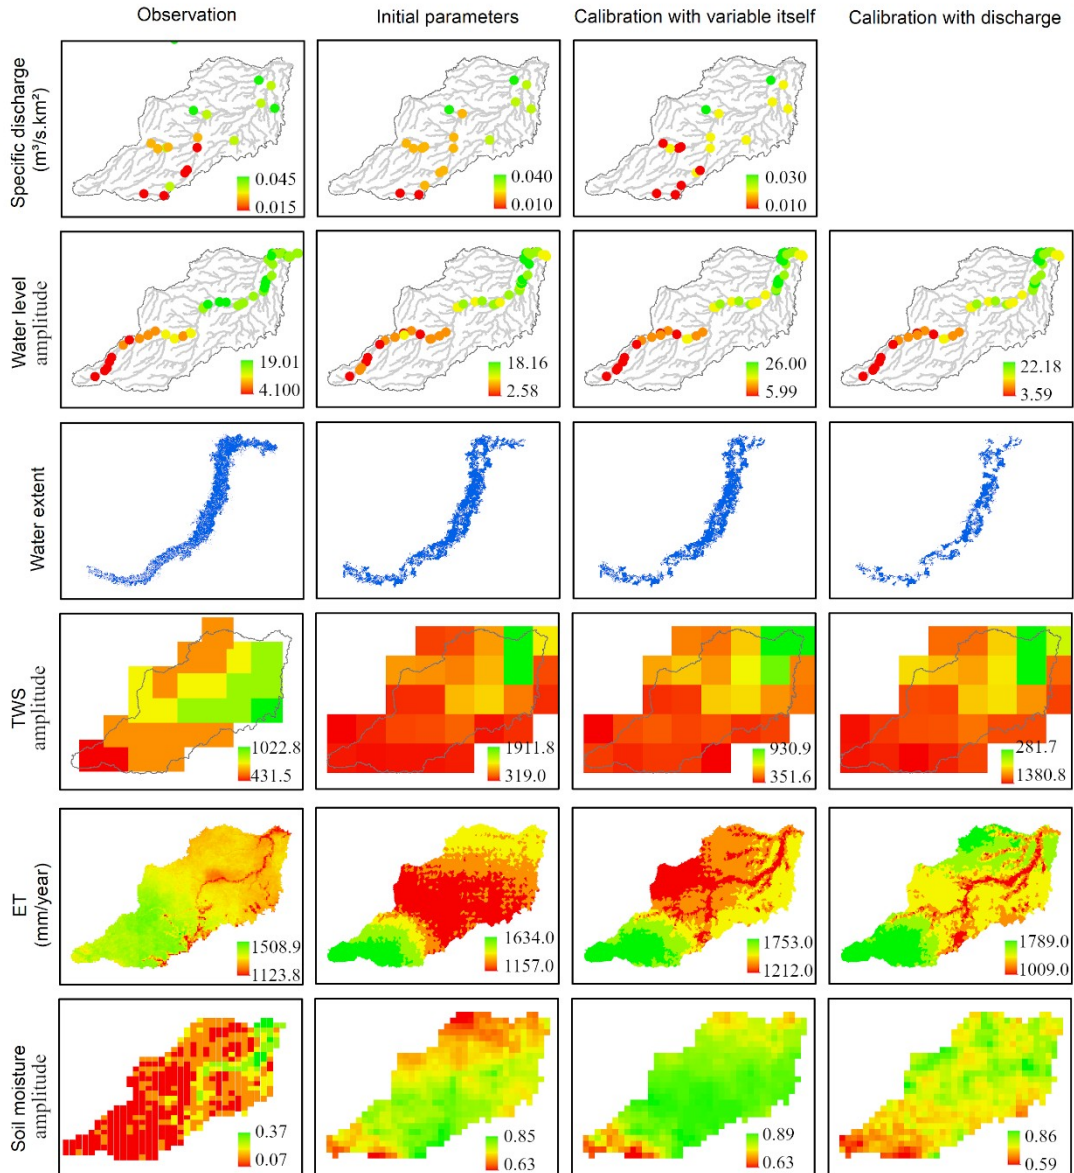 Observation
Initial parameters
Calibration with variable itself
Calibration with discharge
Specific discharge
(m³/s.km²)
0.045
0.015
0.040
0.010
0.030
0.010
Water level
amplitude
19.01
4.100
18.16
2.58
26.00
5.99
22.18
3.59
Water extent
TWS
amplitude
1022.8
431.5
1911.8
319.0
930.9
351.6
281.7
1380.8
ET
(mm/year)
1508.9
1123.8
1634.0
1157.0
1753.0
1212.0
1789.0
1009.0
Soil moisture
amplitude
0.37
0.07
0.85
0.63
0.89
0.63
0.86
0.59